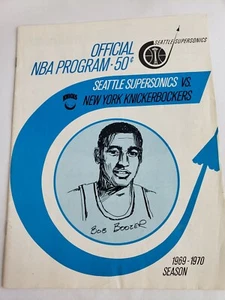 SEATTLE SUPERSONICS
OFFICIAL
NBA PROGRAM • 50¢
SEATTLE SUPERSONICS VS.
NEW YORK KNICKERBOCKERS
BOB BOOZER
1969-1970
SEASON